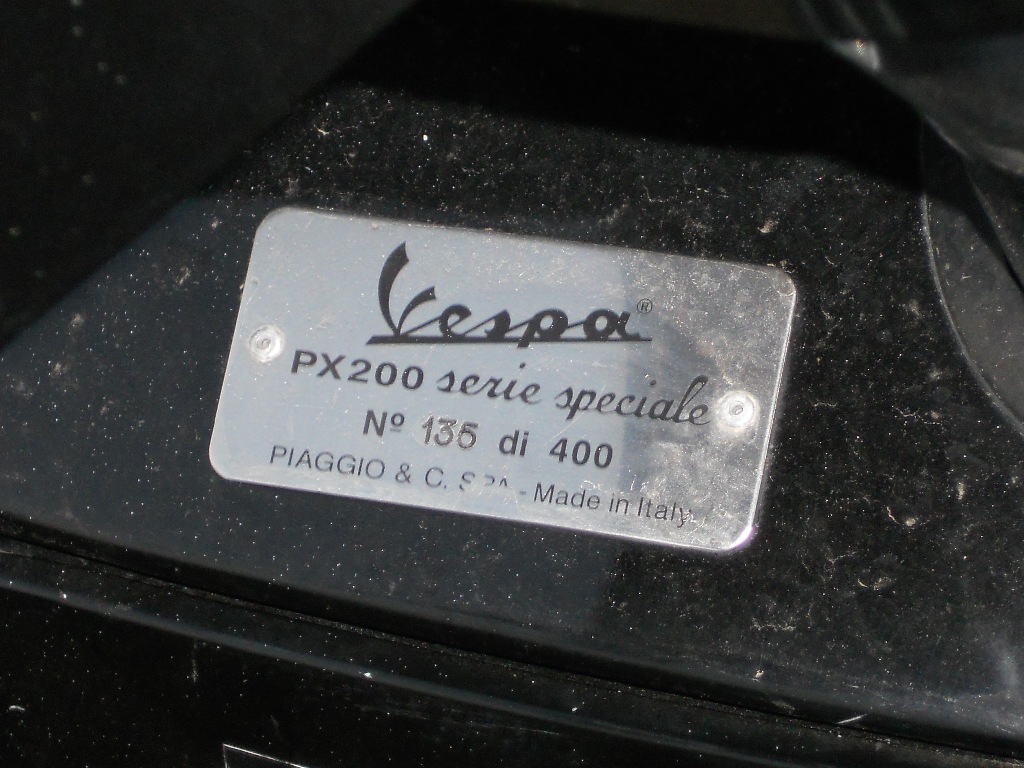 Vespa®
PX200 serie speciale
Nº 135 di 400
PIAGGIO & C. - Made in Italy